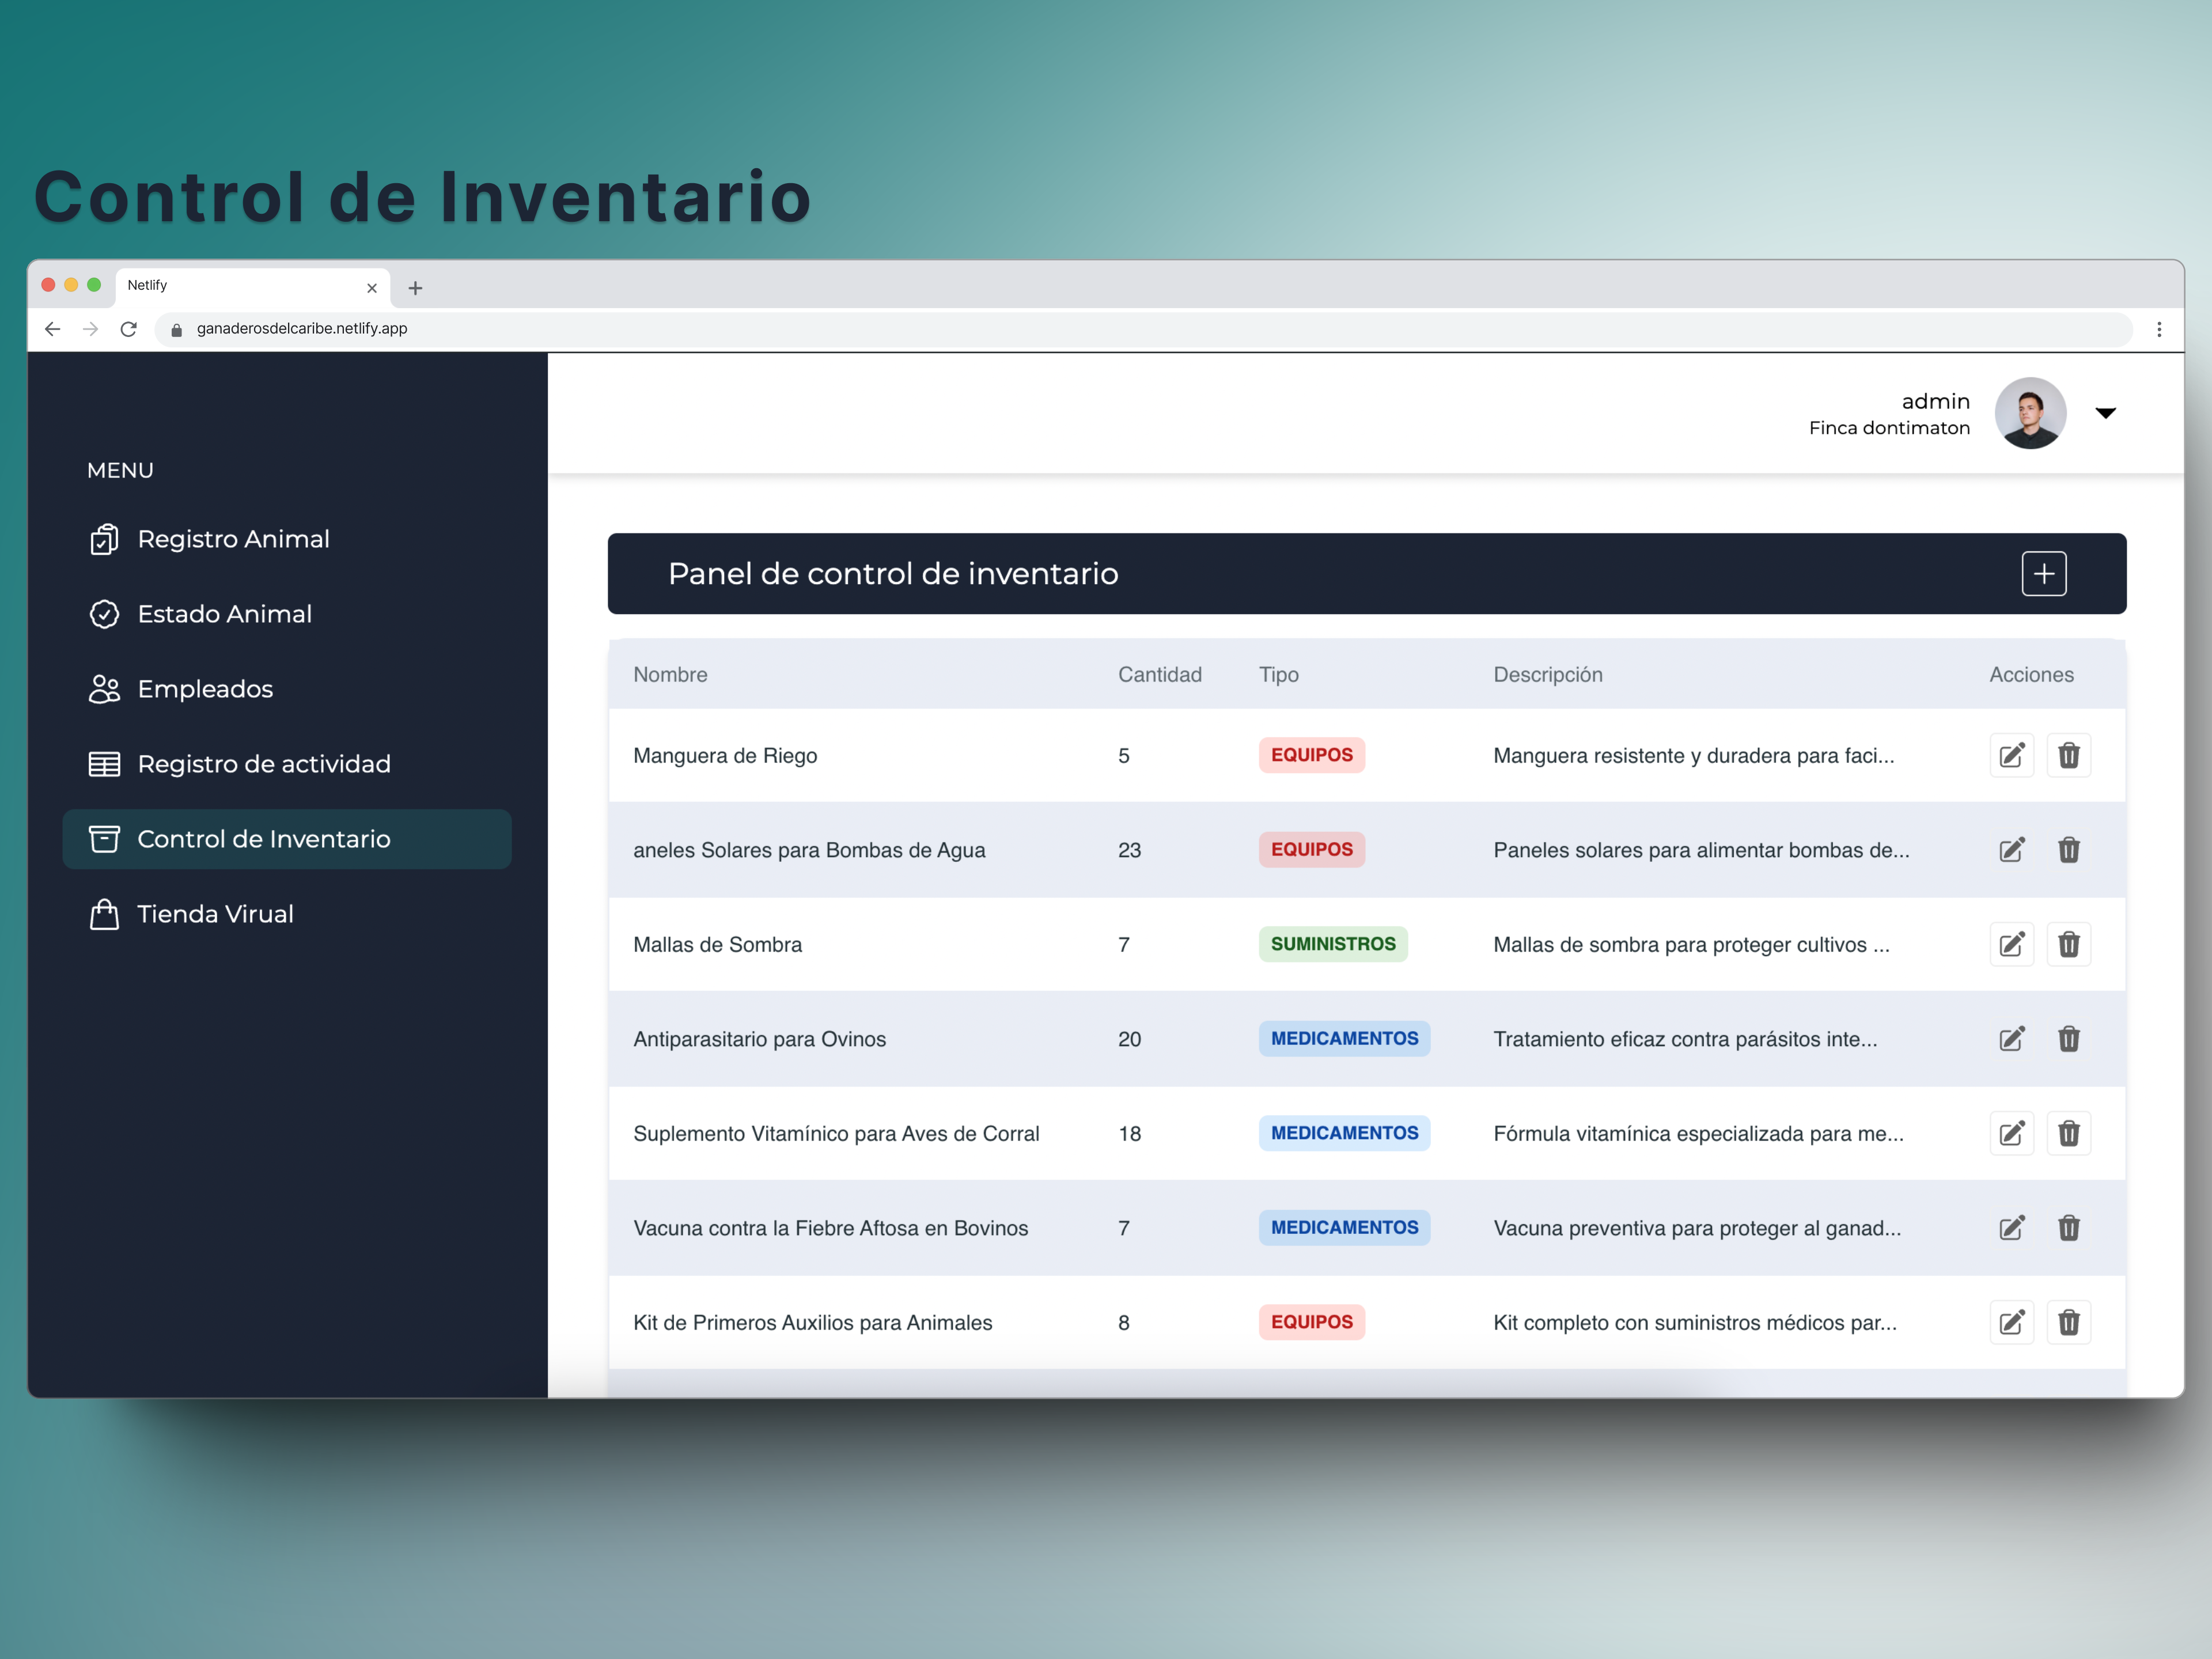 Control de Inventario
Netlify
ganaderosdelcaribe.netlify.app
admin
Finca dontimaton
MENU
Registro Animal
Estado Animal
Empleados
Registro de actividad
Control de Inventario
Tienda Virual
Panel de control de inventario
Nombre Cantidad Tipo Descripción Acciones
Manguera de Riego 5 EQUIPOS Manguera resistente y duradera para faci...
aneles Solares para Bombas de Agua 23 EQUIPOS Paneles solares para alimentar bombas de...
Mallas de Sombra 7 SUMINISTROS Mallas de sombra para proteger cultivos ...
Antiparasitario para Ovinos 20 MEDICAMENTOS Tratamiento eficaz contra parásitos inte...
Suplemento Vitamínico para Aves de Corral 18 MEDICAMENTOS Fórmula vitamínica especializada para me...
Vacuna contra la Fiebre Aftosa en Bovinos 7 MEDICAMENTOS Vacuna preventiva para proteger al ganad...
Kit de Primeros Auxilios para Animales 8 EQUIPOS Kit completo con suministros médicos par...